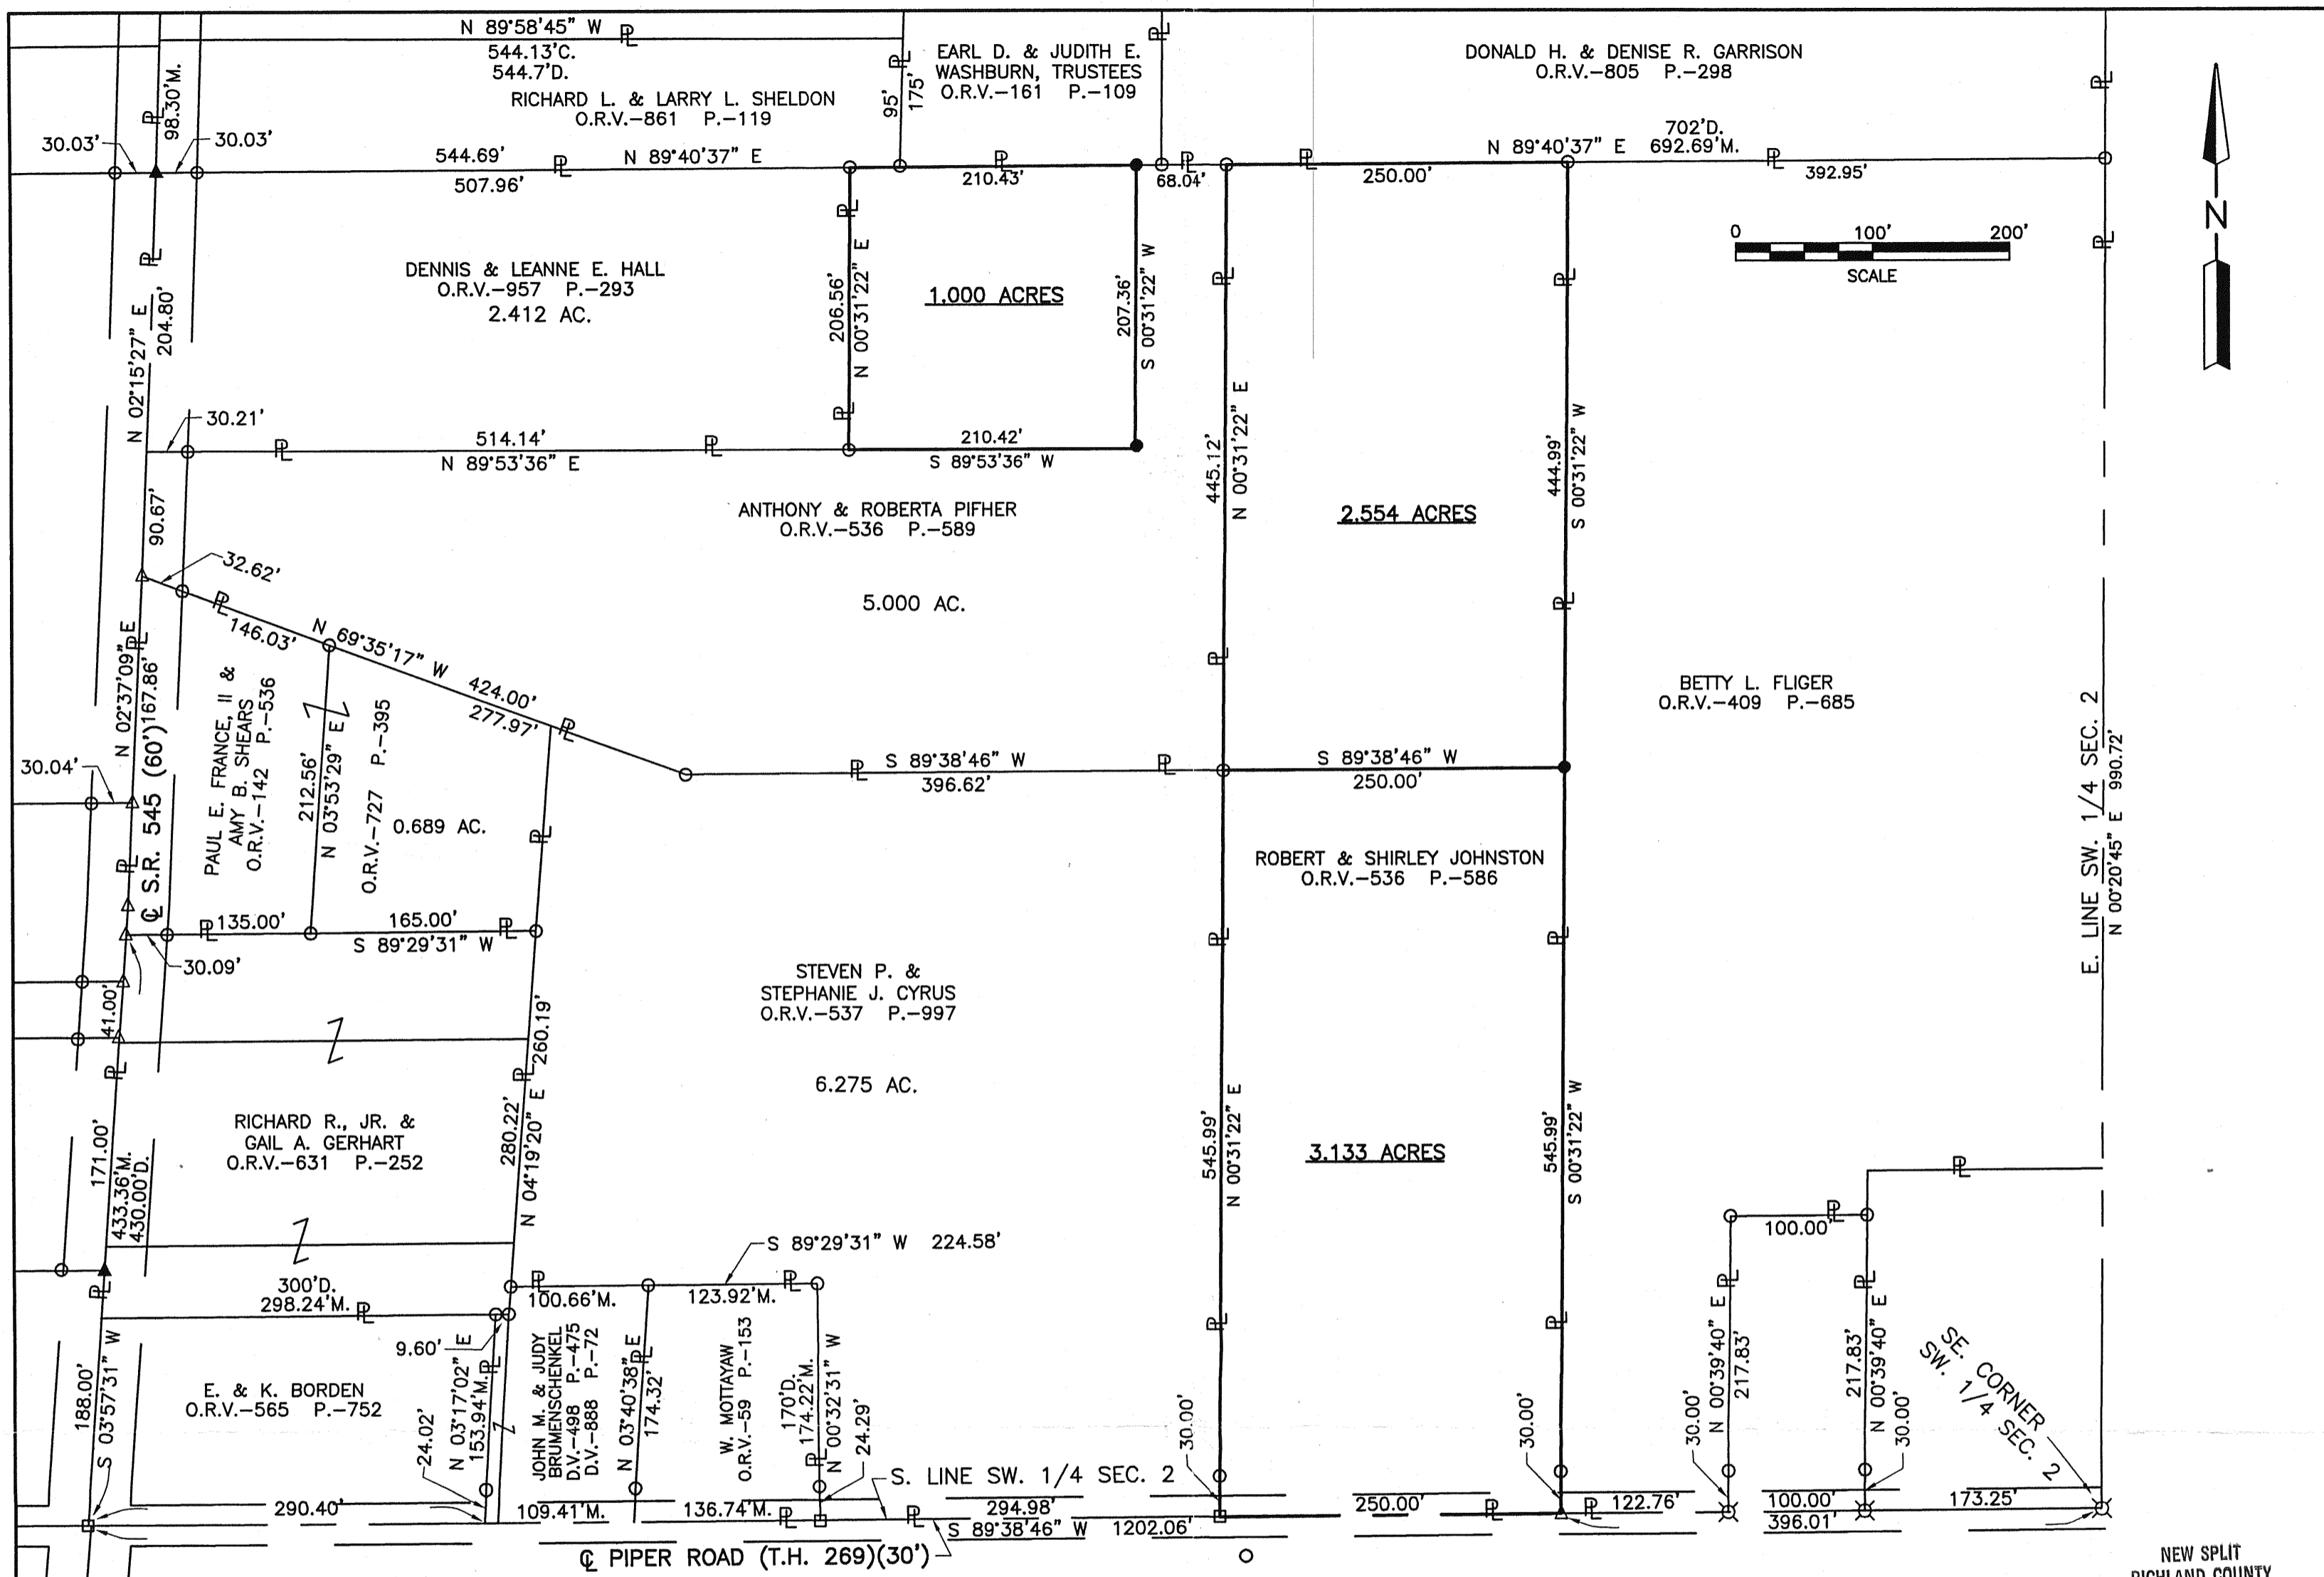 N 89°58'45" W
544.13'C.
544.7'D.
RICHARD L. & LARRY L. SHELDON
O.R.V.-861 P.-119
95'
175'
EARL D. & JUDITH E.
WASHBURN, TRUSTEES
O.R.V.-161 P.-109
DONALD H. & DENISE R. GARRISON
O.R.V.-805 P.-298
98.30'M.
30.03'
30.03'
544.69'
N 89°40'37" E
507.96'
210.43'
68.04'
250.00'
702'D.
N 89°40'37" E 692.69'M.
392.95'
N
0 100' 200'
SCALE
DENNIS & LEANNE E. HALL
O.R.V.-957 P.-293
2.412 AC.
206.56'
N 00°31'22" E
1.000 ACRES
207.36'
S 00°31'22" W
N 02°15'27" E
204.80'
30.21'
514.14'
N 89°53'36" E
210.42'
S 89°53'36" W
90.67'
32.62'
ANTHONY & ROBERTA PIFHER
O.R.V.-536 P.-589
5.000 AC.
445.12'
N 00°31'22" E
2.554 ACRES
444.99'
S 00°31'22" W
146.03'
N 69°35'17" W
424.00'
277.97'
N 02°37'09" E
167.86'
℄ S.R. 545 (60')
PAUL E. FRANCE, II &
AMY B. SHEARS
O.R.V.-142 P.-536
212.56'
N 03°53'29" E
O.R.V.-727 P.-395
0.689 AC.
S 89°38'46" W
396.62'
S 89°38'46" W
250.00'
BETTY L. FLIGER
O.R.V.-409 P.-685
E. LINE SW. 1/4 SEC. 2
N 00°20'45" E 990.72'
30.04'
135.00'
165.00'
S 89°29'31" W
30.09'
41.00'
ROBERT & SHIRLEY JOHNSTON
O.R.V.-536 P.-586
STEVEN P. &
STEPHANIE J. CYRUS
O.R.V.-537 P.-997
6.275 AC.
260.19'
280.22'
N 04°19'20" E
RICHARD R., JR. &
GAIL A. GERHART
O.R.V.-631 P.-252
171.00'
433.36'M.
430.00'D.
545.99'
N 00°31'22" E
3.133 ACRES
545.99'
S 00°31'22" W
S 89°29'31" W 224.58'
300'D.
298.24'M.
100.66'M.
123.92'M.
9.60'
100.00'
188.00'
S 03°57'31" W
E. & K. BORDEN
O.R.V.-565 P.-752
24.02'
N 03°17'02" E
153.94'M.
JOHN M. & JUDY
BRUMENSCHENKEL
D.V.-498 P.-475
D.V.-888 P.-72
N 03°40'38" E
174.32'
W. MOTTAYAW
O.R.V.-59 P.-153
170'D.
174.22'M.
N 00°32'31" W
24.29'
30.00'
30.00'
30.00'
N 00°39'40" E
217.83'
217.83'
N 00°39'40" E
30.00'
SE. CORNER
SW. 1/4 SEC. 2
S. LINE SW. 1/4 SEC. 2
290.40'
109.41'M.
136.74'M.
294.98'
S 89°38'46" W 1202.06'
250.00'
122.76'
100.00'
396.01'
173.25'
℄ PIPER ROAD (T.H. 269)(30')
NEW SPLIT
RICHLAND COUNTY